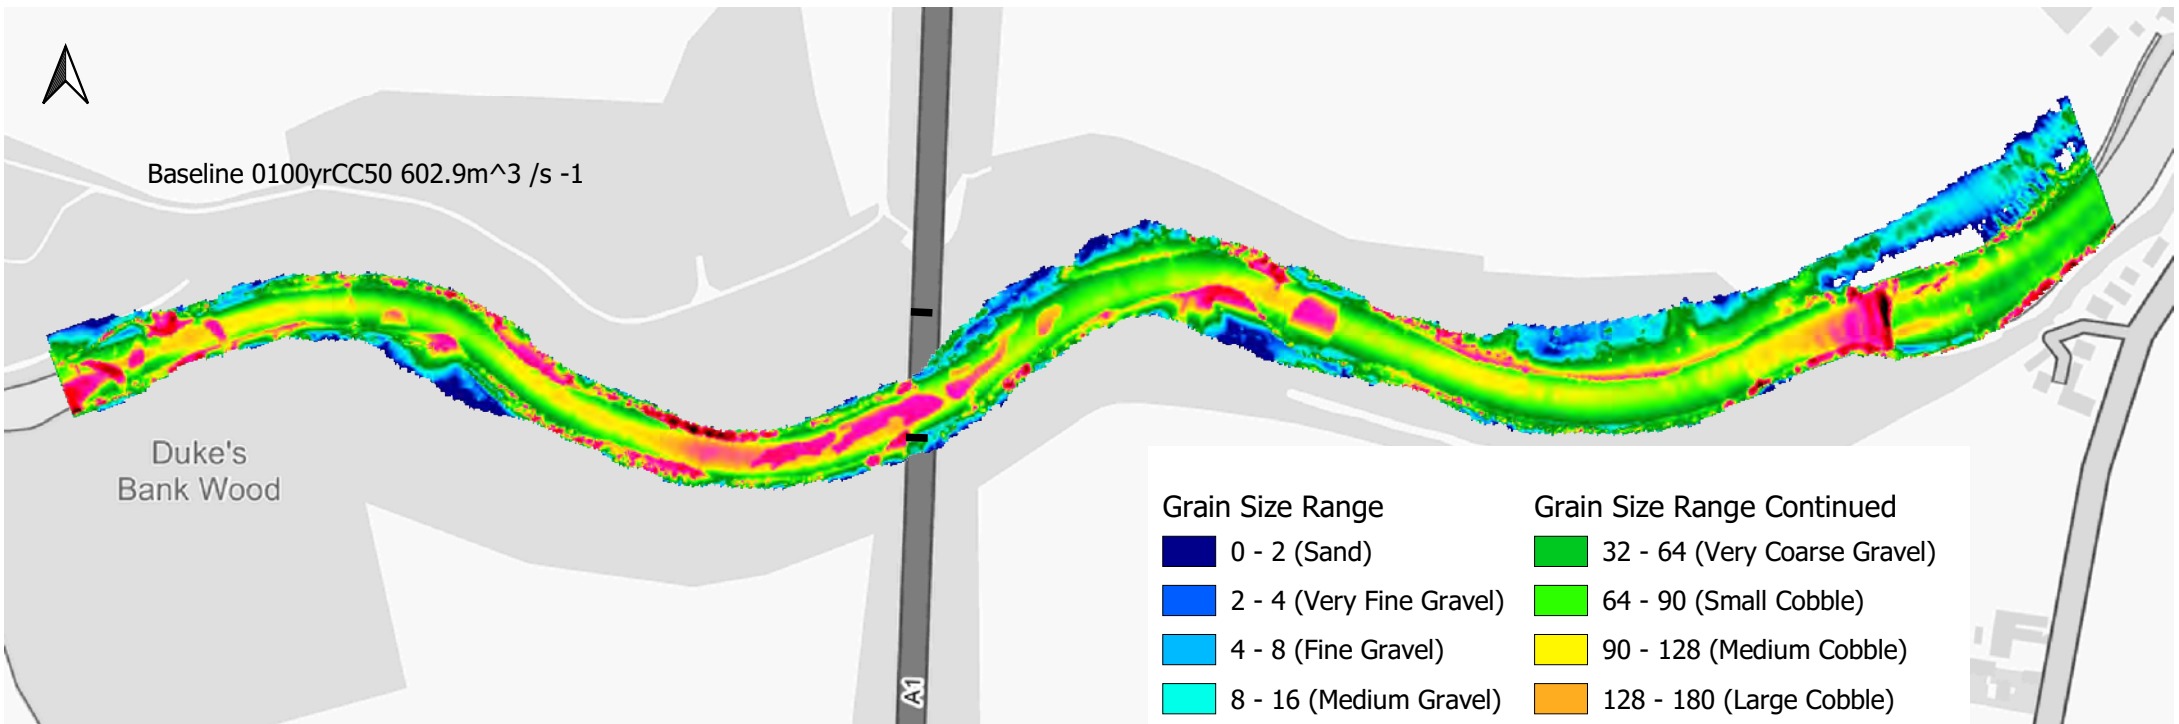 Baseline 0100yrCC50 602.9m^3 /s -1
Duke's
Bank Wood
A1
Grain Size Range
0 - 2 (Sand)
2 - 4 (Very Fine Gravel)
4 - 8 (Fine Gravel)
8 - 16 (Medium Gravel)
Grain Size Range Continued
32 - 64 (Very Coarse Gravel)
64 - 90 (Small Cobble)
90 - 128 (Medium Cobble)
128 - 180 (Large Cobble)